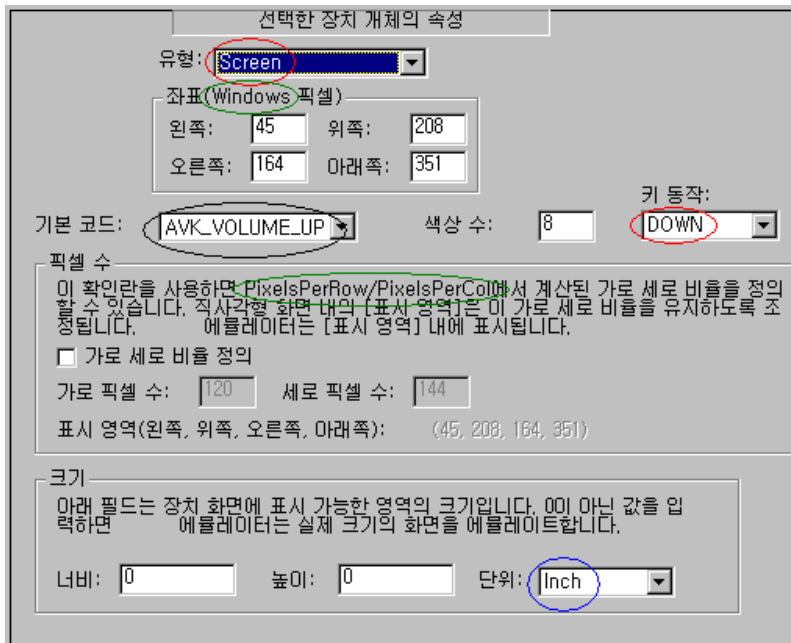 선택한 장치 개체의 속성
유형: Screen
좌표(Windows 픽셀)
왼쪽: 45 위쪽: 208
오른쪽: 164 아래쪽: 351
키 동작:
기본 코드: AVK_VOLUME_UP 색상 수: 8 DOWN
픽셀 수
이 확인란을 사용하면 PixelsPerRow/PixelsPerCol에서 계산된 가로 세로 비율을 정의
할 수 있습니다. 직사각형 화면 내의 [표시 영역]은 이 가로 세로 비율을 유지하도록 조
정됩니다. 에뮬레이터는 [표시 영역] 내에 표시됩니다.
가로 세로 비율 정의
가로 픽셀 수: 120 세로 픽셀 수: 144
표시 영역(왼쪽, 위쪽, 오른쪽, 아래쪽): (45, 208, 164, 351)
크기
아래 필드는 장치 화면에 표시 가능한 영역의 크기입니다. 0이 아닌 값을 입
력하면 에뮬레이터는 실제 크기의 화면을 에뮬레이트합니다.
너비: 0 높이: 0 단위: Inch